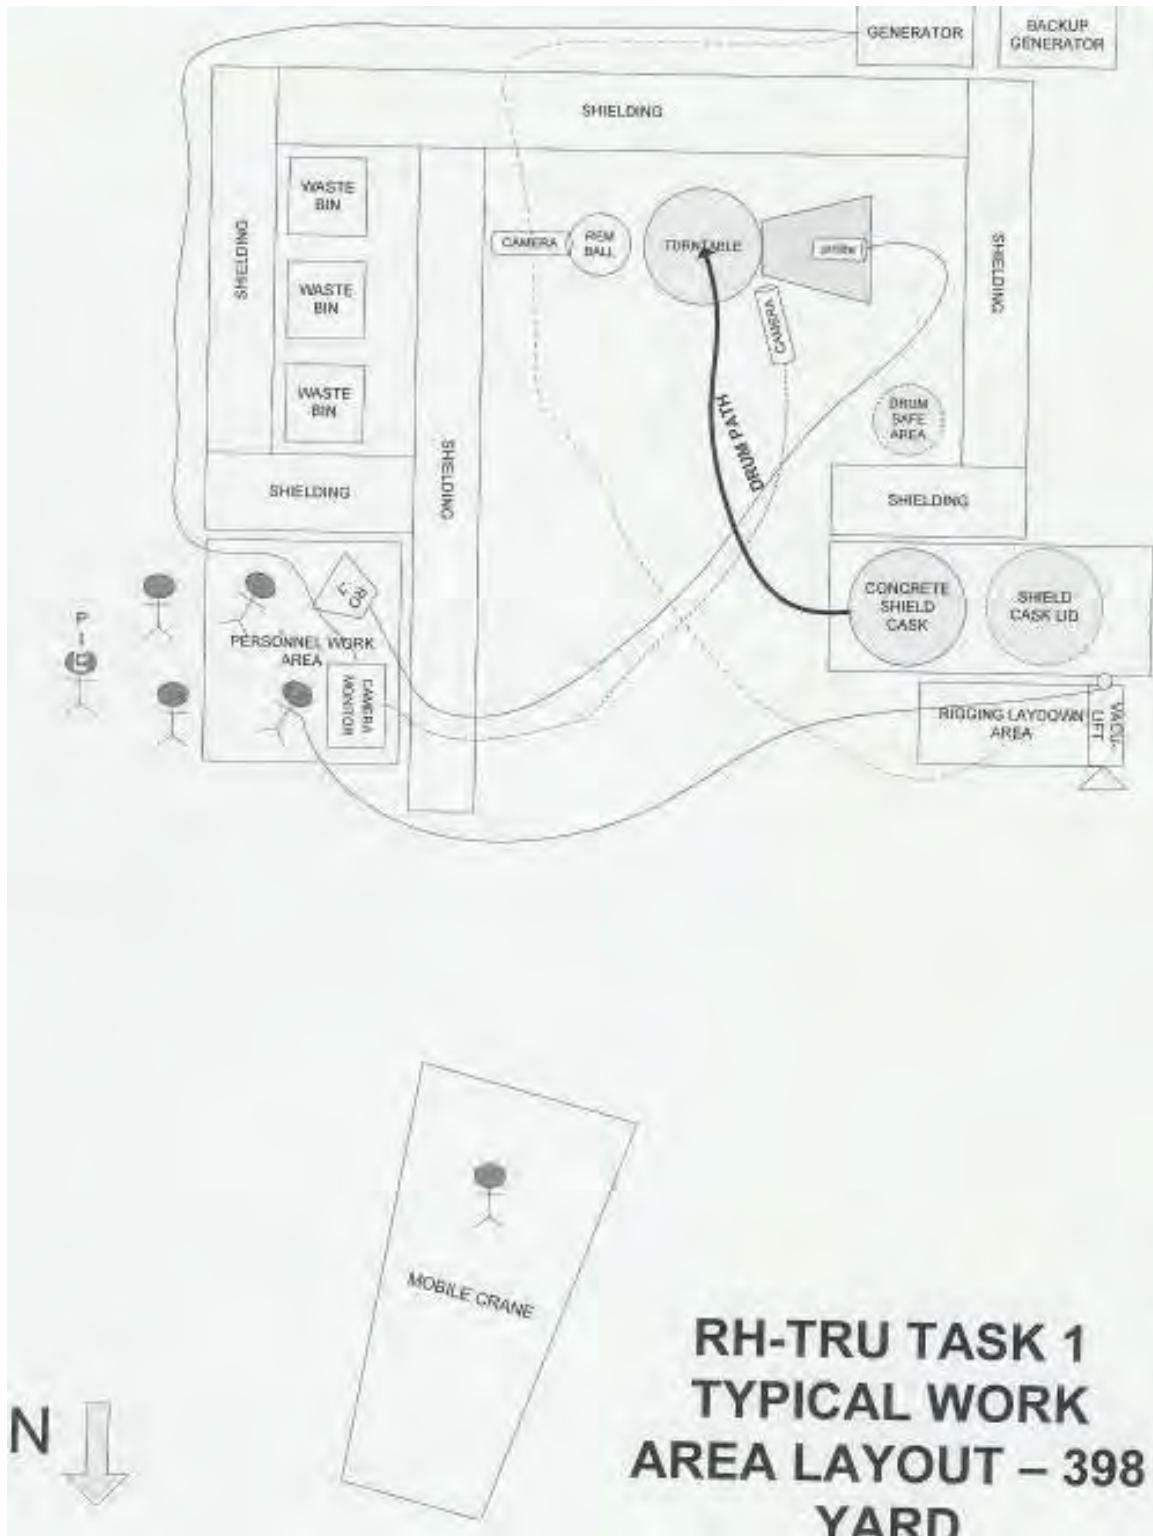 GENERATOR
BACKUP
GENERATOR
SHIELDING
WASTE
BIN
SHIELDING
CAMERA
REM
BALL
TURNTABLE
SHIELDING
WASTE
BIN
CAMERA
WASTE
BIN
DRUM PATH
DRUM
SAFE
AREA
SHIELDING
SHIELDING
SHIELDING
RO-7
CONCRETE
SHIELD
CASK
SHIELD
CASK LID
P
I
C
PERSONNEL WORK
AREA
CAMERA
MONITOR
RIGGING LAYDOWN
AREA
VACU-
LIFT
MOBILE CRANE
N
RH-TRU TASK 1
TYPICAL WORK
AREA LAYOUT – 398
YARD